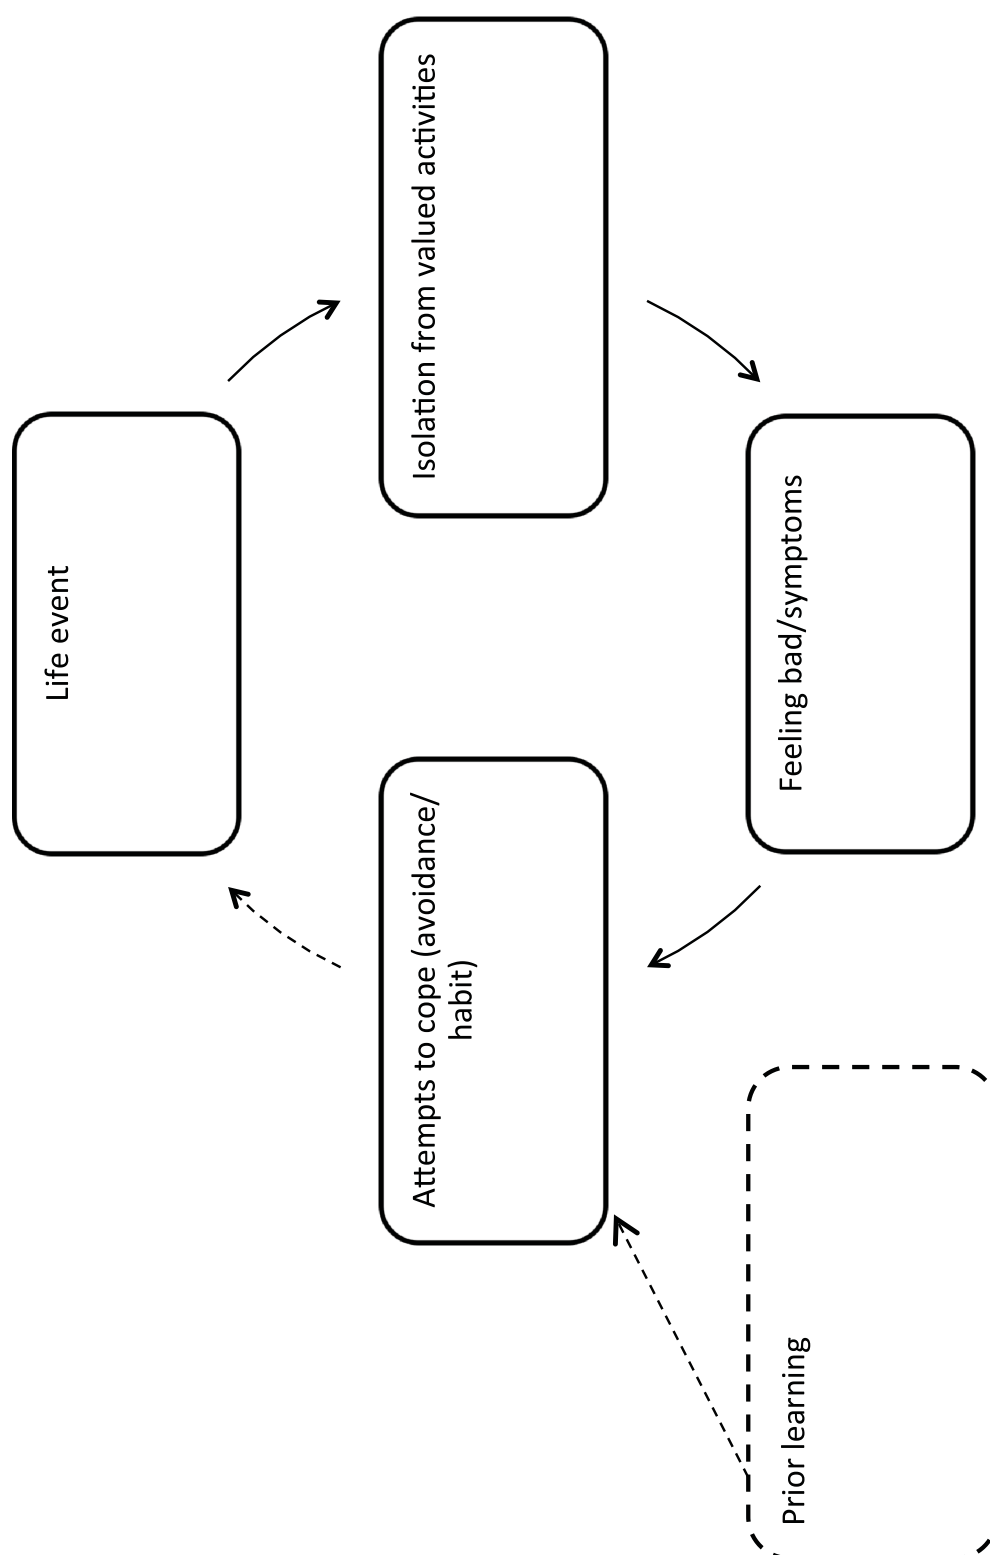 Life event
Isolation from valued activities
Feeling bad/symptoms
Attempts to cope (avoidance/
habit)
Prior learning